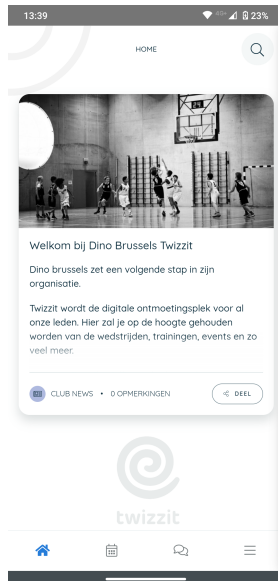 13:39
4G+ 23%
HOME
Welkom bij Dino Brussels Twizzit
Dino brussels zet een volgende stap in zijn
organisatie.
Twizzit wordt de digitale ontmoetingsplek voor al
onze leden. Hier zal je op de hoogte gehouden
worden van de wedstrijden, trainingen, events en zo
veel meer.
CLUB NEWS • 0 OPMERKINGEN DEEL
twizzit